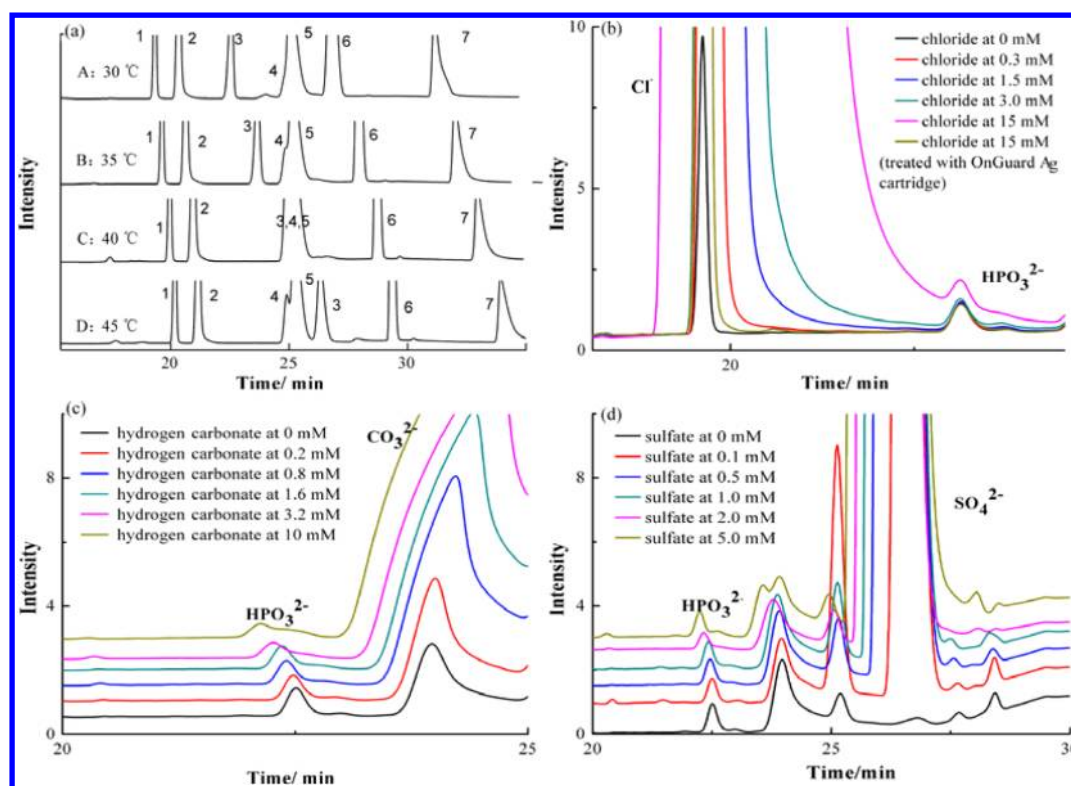 (a)
1 2 3 4 5 6 7
A: 30 ℃
1 2 3 4 5 6 7
B: 35 ℃
1 2 3,4,5 6 7
C: 40 ℃
1 2 4 5 3 6 7
D: 45 ℃
Intensity
20 25 30
Time/ min
(b)
10
5
0
Cl-
chloride at 0 mM
chloride at 0.3 mM
chloride at 1.5 mM
chloride at 3.0 mM
chloride at 15 mM
chloride at 15 mM
(treated with OnGuard Ag
cartridge)
HPO₃²⁻
Intensity
20
Time/ min
(c)
CO₃²⁻
hydrogen carbonate at 0 mM
hydrogen carbonate at 0.2 mM
hydrogen carbonate at 0.8 mM
hydrogen carbonate at 1.6 mM
hydrogen carbonate at 3.2 mM
hydrogen carbonate at 10 mM
8
4
0
HPO₃²⁻
Intensity
20 25
Time/ min
(d)
sulfate at 0 mM
sulfate at 0.1 mM
sulfate at 0.5 mM
sulfate at 1.0 mM
sulfate at 2.0 mM
sulfate at 5.0 mM
8
4
0
SO₄²⁻
HPO₃²⁻
Intensity
20 25 30
Time/min